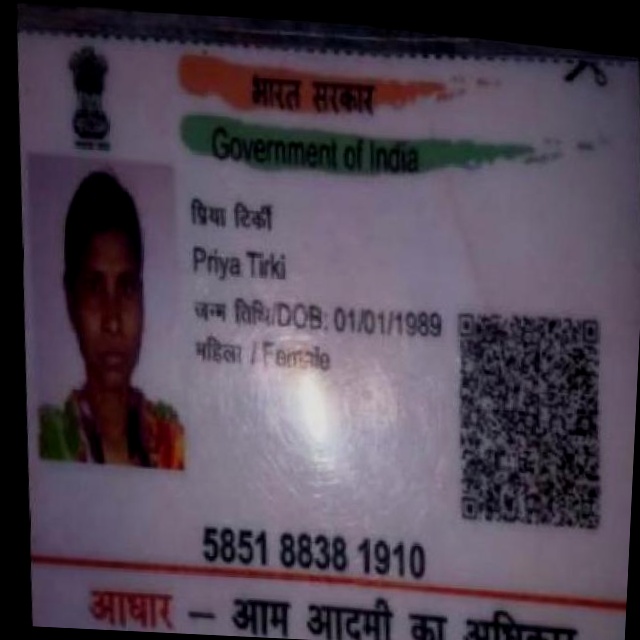 भारत सरकार
Government of India
प्रिया टिर्की
Priya Tirki
जन्म तिथि/DOB: 01/01/1989
महिला / Female
5851 8838 1910
आधार – आम आदमी का